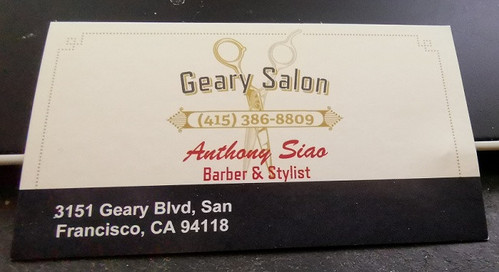 Geary Salon
(415) 386-8809
Anthony Siao
Barber & Stylist
3151 Geary Blvd, San
Francisco, CA 94118